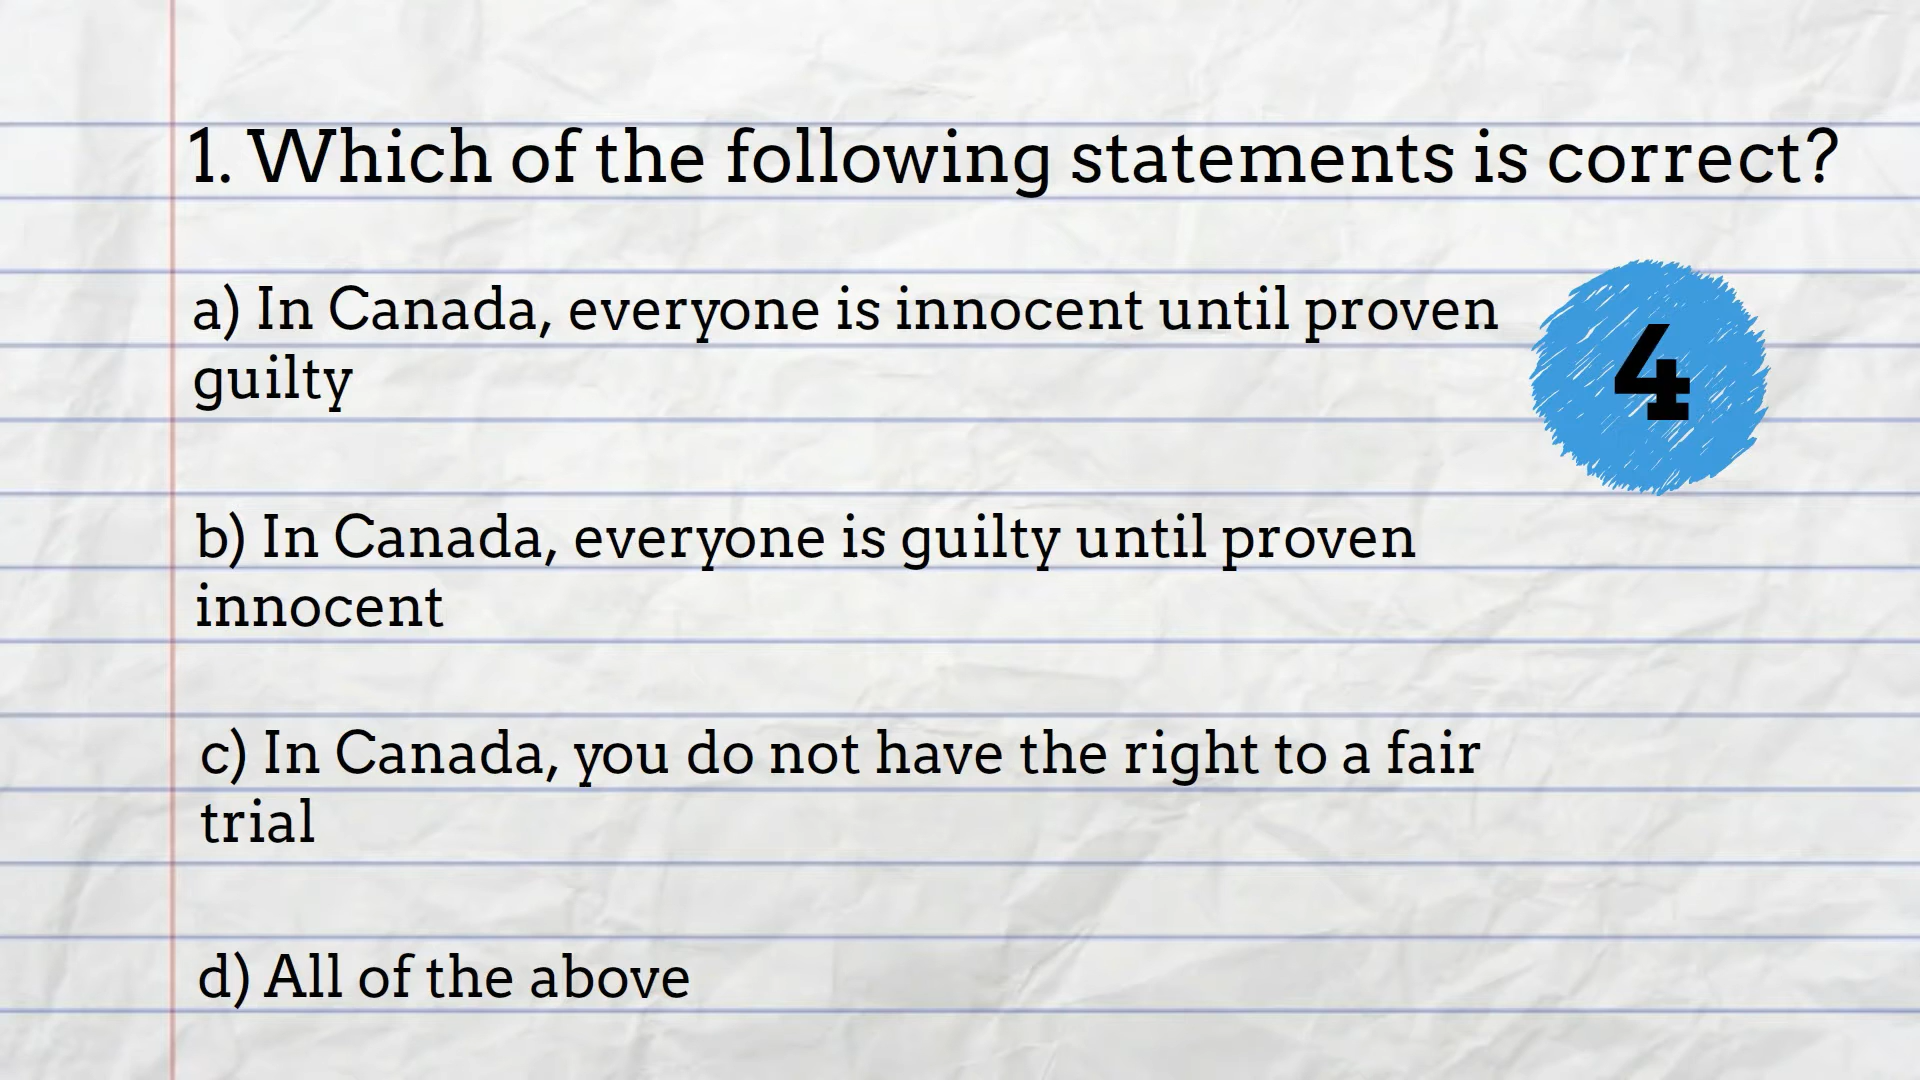 1. Which of the following statements is correct?
a) In Canada, everyone is innocent until proven
guilty
4
b) In Canada, everyone is guilty until proven
innocent
c) In Canada, you do not have the right to a fair
trial
d) All of the above